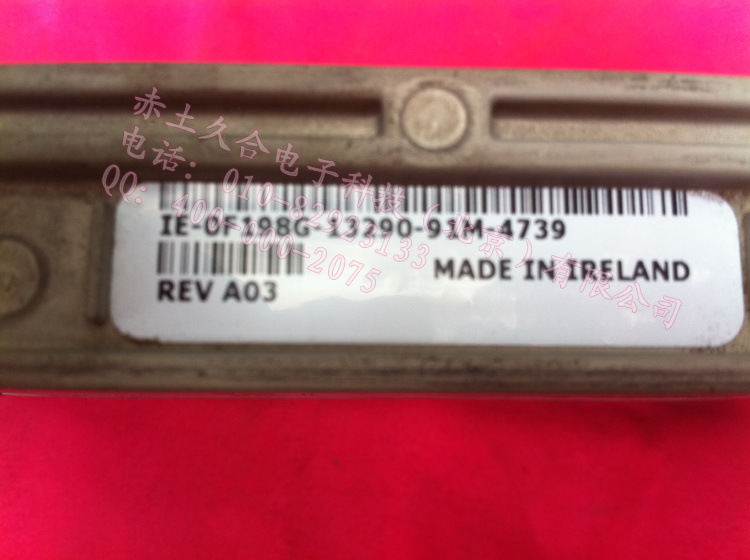 赤土久合电子科技（北京）有限公司
电话：010-82923133
QQ：400-000-2075
IE-0F198G-13290-91M-4739
MADE IN IRELAND
REV A03